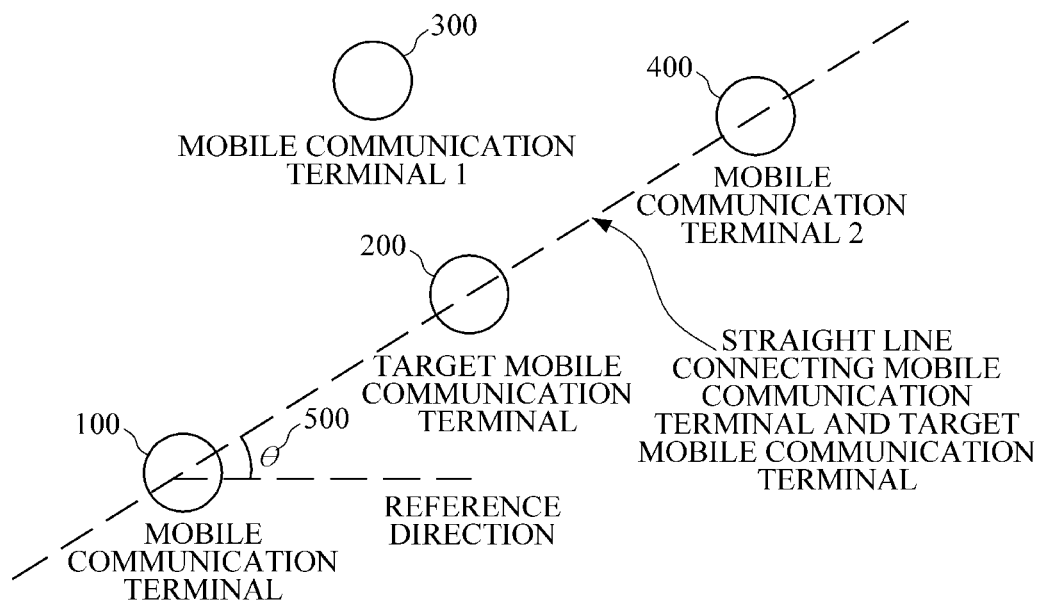 300
MOBILE COMMUNICATION
TERMINAL 1
400
MOBILE
COMMUNICATION
TERMINAL 2
200
TARGET MOBILE
COMMUNICATION
TERMINAL
STRAIGHT LINE
CONNECTING MOBILE
COMMUNICATION
TERMINAL AND TARGET
MOBILE COMMUNICATION
TERMINAL
100
500
θ
REFERENCE
DIRECTION
MOBILE
COMMUNICATION
TERMINAL